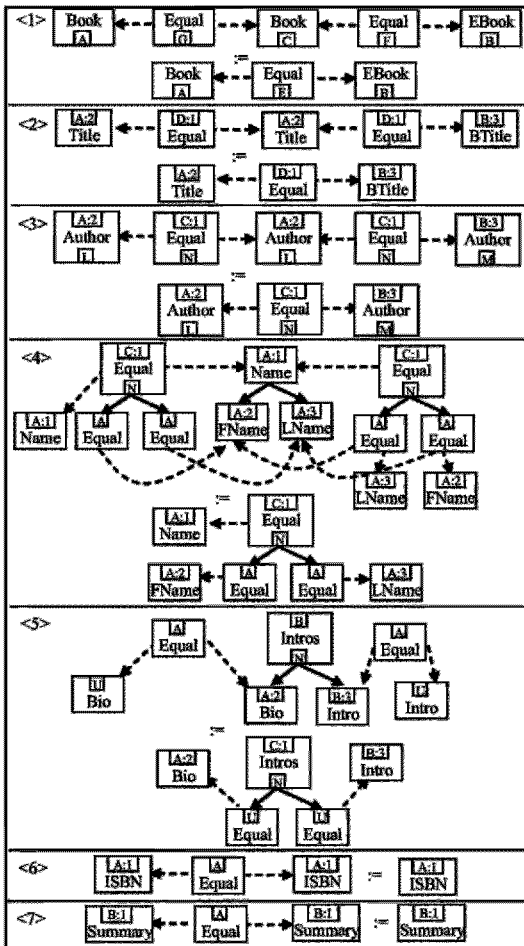 <1> Book Equal Book Equal EBook
A G C F B
:=
Book Equal EBook
A E B
<2> A:2 D:1 A:2 D:1 B:3
Title Equal Title Equal BTitle
:=
A:2 D:1 B:3
Title Equal BTitle
<3> A:2 C:1 A:2 C:1 B:3
Author Equal Author Equal Author
L N L N M
:=
A:2 C:1 B:3
Author Equal Author
L N M
<4> C:1 A:1 C:1
Equal Name Equal
N N
A:1 A A A:2 A:3 A A
Name Equal Equal FName LName Equal Equal
A:3 A:2
LName FName
:=
A:1 C:1
Name Equal
N
A:2 A A A:3
FName Equal Equal LName
<5> A B A
Equal Intros Equal
N
U A:2 B:3
Bio Bio Intro Intro
:=
A:2 C:1 B:3
Bio Intros Intro
N
U U
Equal Equal
<6> A:1 A A:1 := A:1
ISBN Equal ISBN ISBN
<7> B:1 A B:1 := B:1
Summary Equal Summary Summary